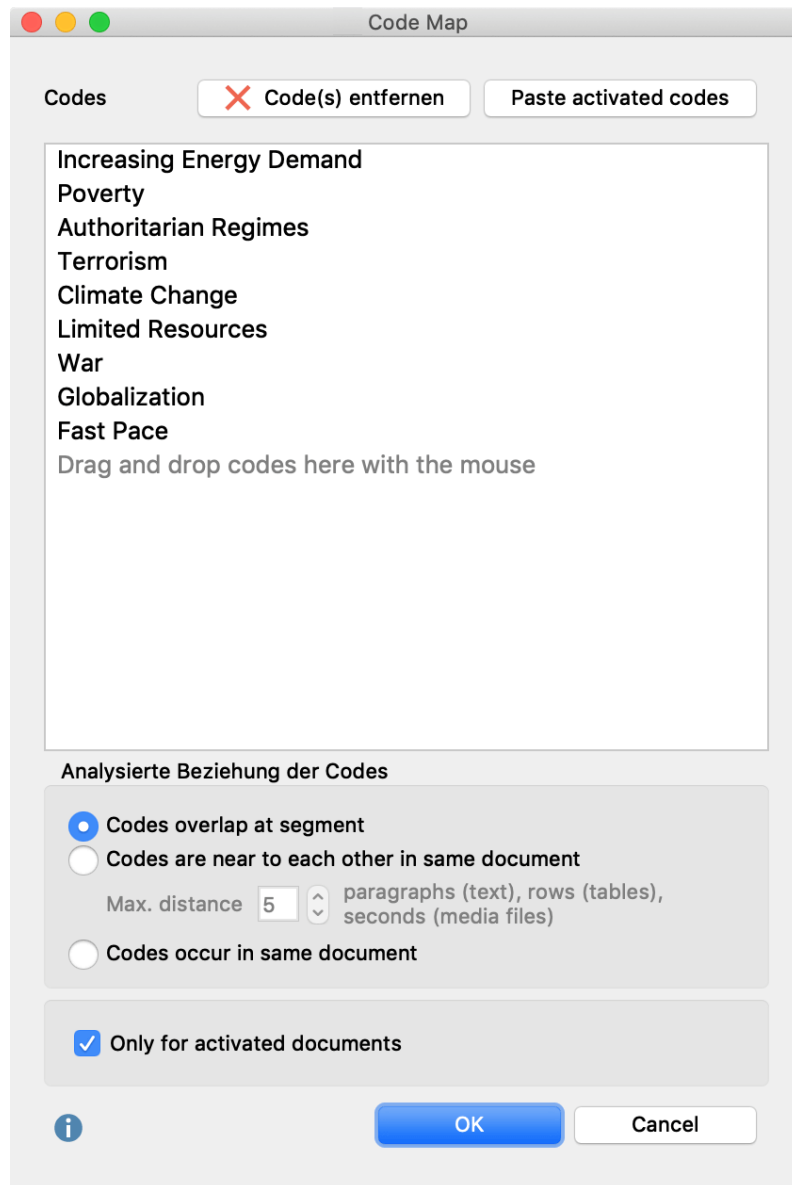 Code Map
Codes
Code(s) entfernen
Paste activated codes
Increasing Energy Demand
Poverty
Authoritarian Regimes
Terrorism
Climate Change
Limited Resources
War
Globalization
Fast Pace
Drag and drop codes here with the mouse
Analysierte Beziehung der Codes
Codes overlap at segment
Codes are near to each other in same document
Max. distance 5 paragraphs (text), rows (tables),
seconds (media files)
Codes occur in same document
Only for activated documents
OK
Cancel